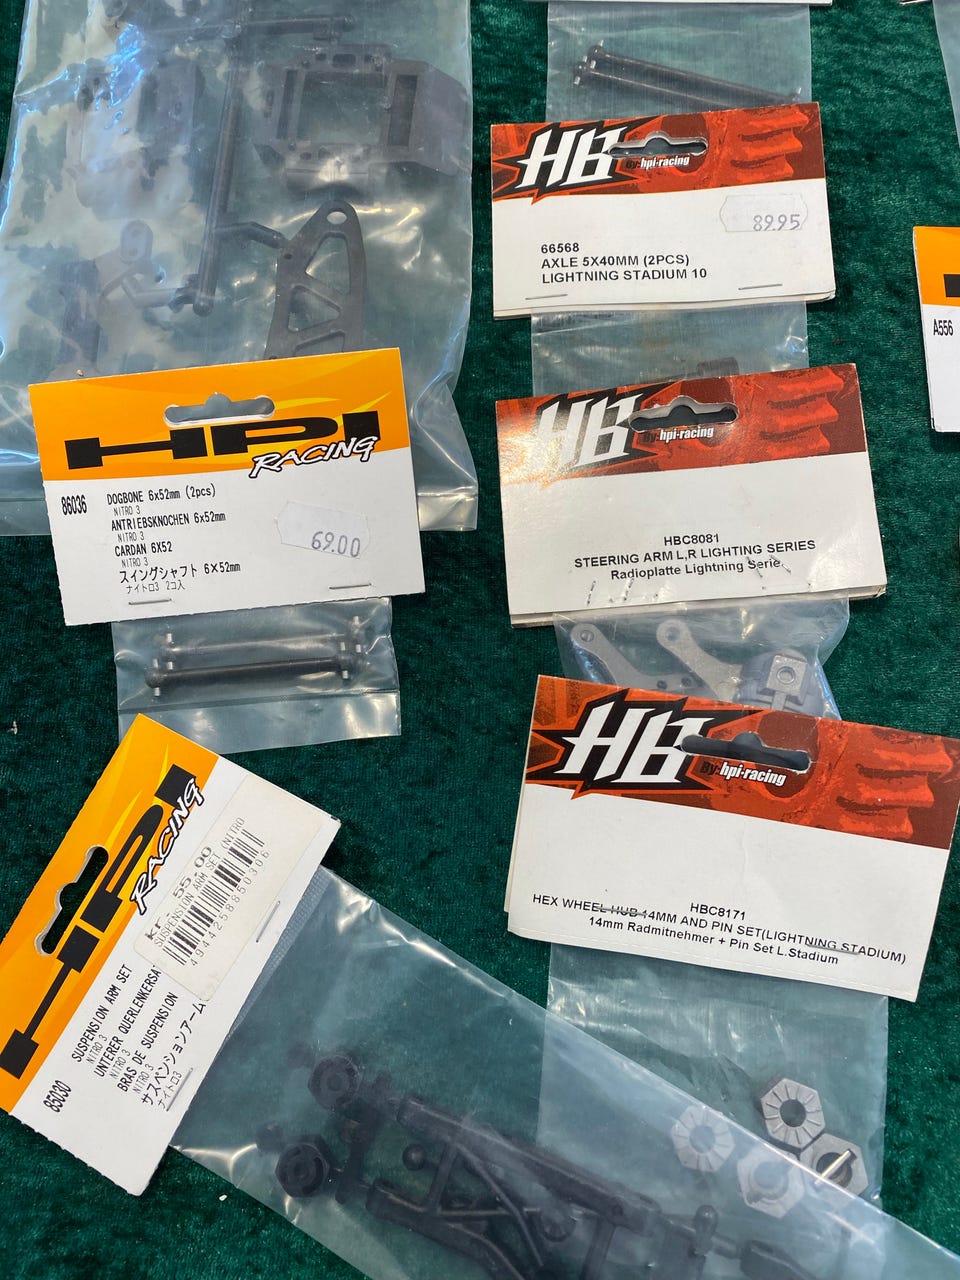 HB
By hpi-racing
89.95
66568
AXLE 5X40MM (2PCS)
LIGHTNING STADIUM 10
A556
HPI
RACING
86036
DOGBONE 6x52mm (2pcs)
NITRO 3
ANTRIEBSKNOCHEN 6x52mm
NITRO 3
CARDAN 6X52
NITRO 3
スイングシャフト 6×52mm
ナイトロ3 2コ入
69.00
HB
By hpi-racing
HBC8081
STEERING ARM L,R LIGHTING SERIES
Radioplatte Lightning Serie
HB
By hpi-racing
HBC8171
HEX WHEEL HUB 14MM AND PIN SET(LIGHTNING STADIUM)
14mm Radmitnehmer + Pin Set L.Stadium
HPI
RACING
kr. 55.00
SUSPENSION ARM SET (NITRO
4944258850306
85030
SUSPENSION ARM SET
NITRO 3
UNTERER QUERLENKERSA
NITRO 3
BRAS DE SUSPENSION
NITRO 3
サスペンションアーム
ナイトロ3